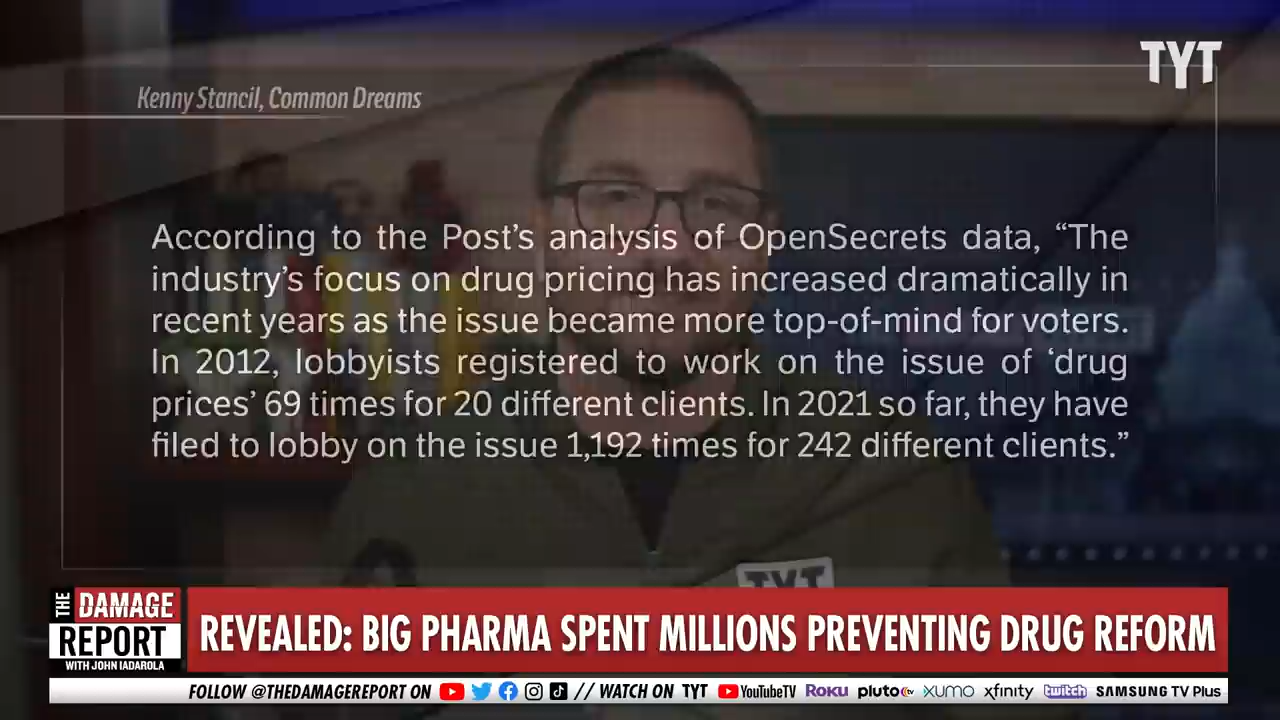 TYT
Kenny Stancil, Common Dreams
According to the Post’s analysis of OpenSecrets data, “The
industry’s focus on drug pricing has increased dramatically in
recent years as the issue became more top-of-mind for voters.
In 2012, lobbyists registered to work on the issue of ‘drug
prices’ 69 times for 20 different clients. In 2021 so far, they have
filed to lobby on the issue 1,192 times for 242 different clients.”
TYT
THE DAMAGE
REPORT
WITH JOHN IADAROLA
REVEALED: BIG PHARMA SPENT MILLIONS PREVENTING DRUG REFORM
FOLLOW @THEDAMAGEREPORT ON // WATCH ON TYT YouTubeTV Roku pluto tv xumo xfinity twitch SAMSUNG TV Plus